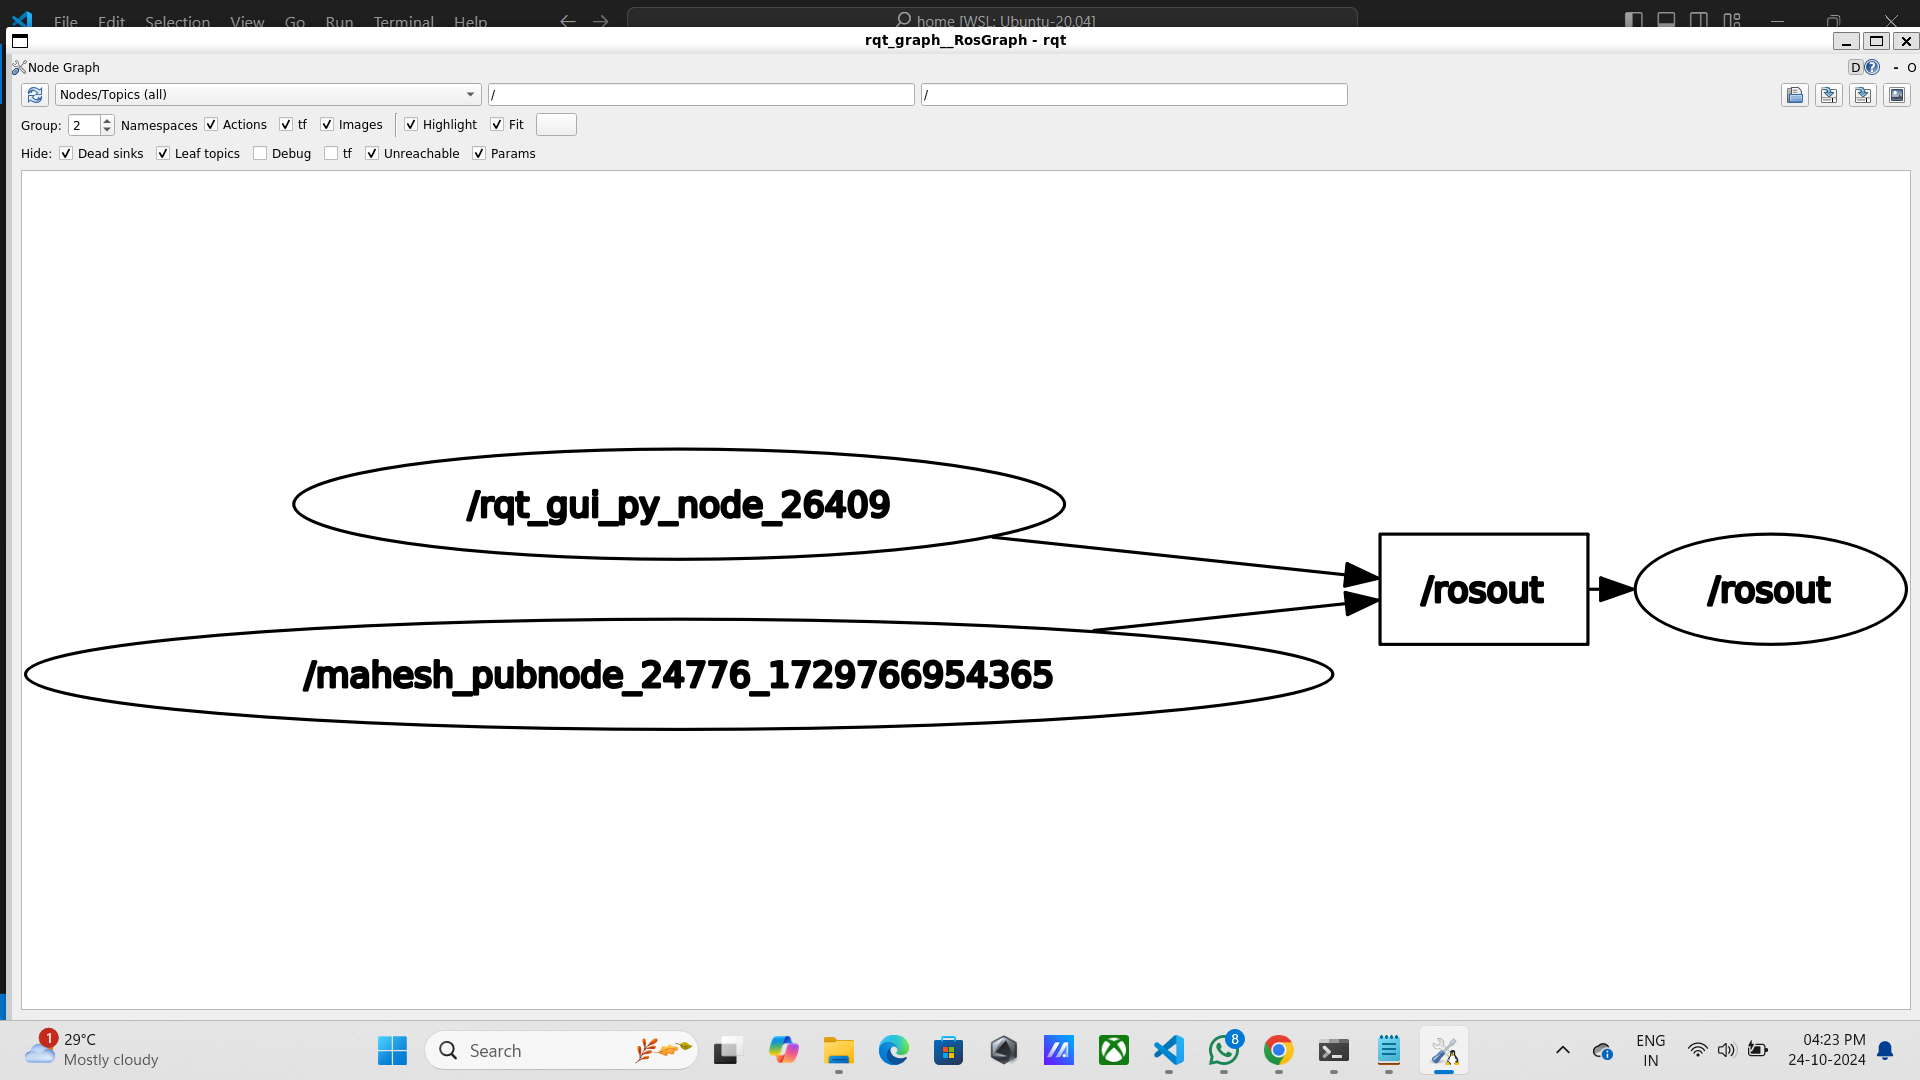 File Edit Selection View Go Run Terminal Help home [WSL: Ubuntu-20.04]
rqt_graph__RosGraph - rqt
Node Graph D - O
Nodes/Topics (all) / /
Group: 2 Namespaces Actions tf Images Highlight Fit
Hide: Dead sinks Leaf topics Debug tf Unreachable Params
/rqt_gui_py_node_26409
/rosout /rosout
/mahesh_pubnode_24776_1729766954365
1 29°C
Mostly cloudy
Search
8
ENG
IN
04:23 PM
24-10-2024